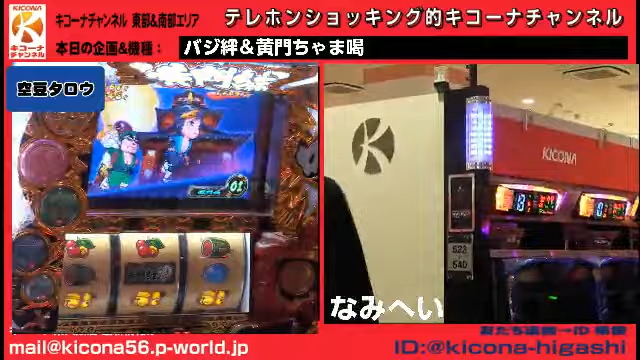 KICONA
キコーナ
チャンネル
キコーナチャンネル 東部&南部エリア
テレホンショッキング的キコーナチャンネル
本日の企画&機種：
バジ絆&黄門ちゃま喝
空豆タロウ
01
KICONA
523
540
なみへい
mail@kicona56.p-world.jp
ID:@kicona-higashi